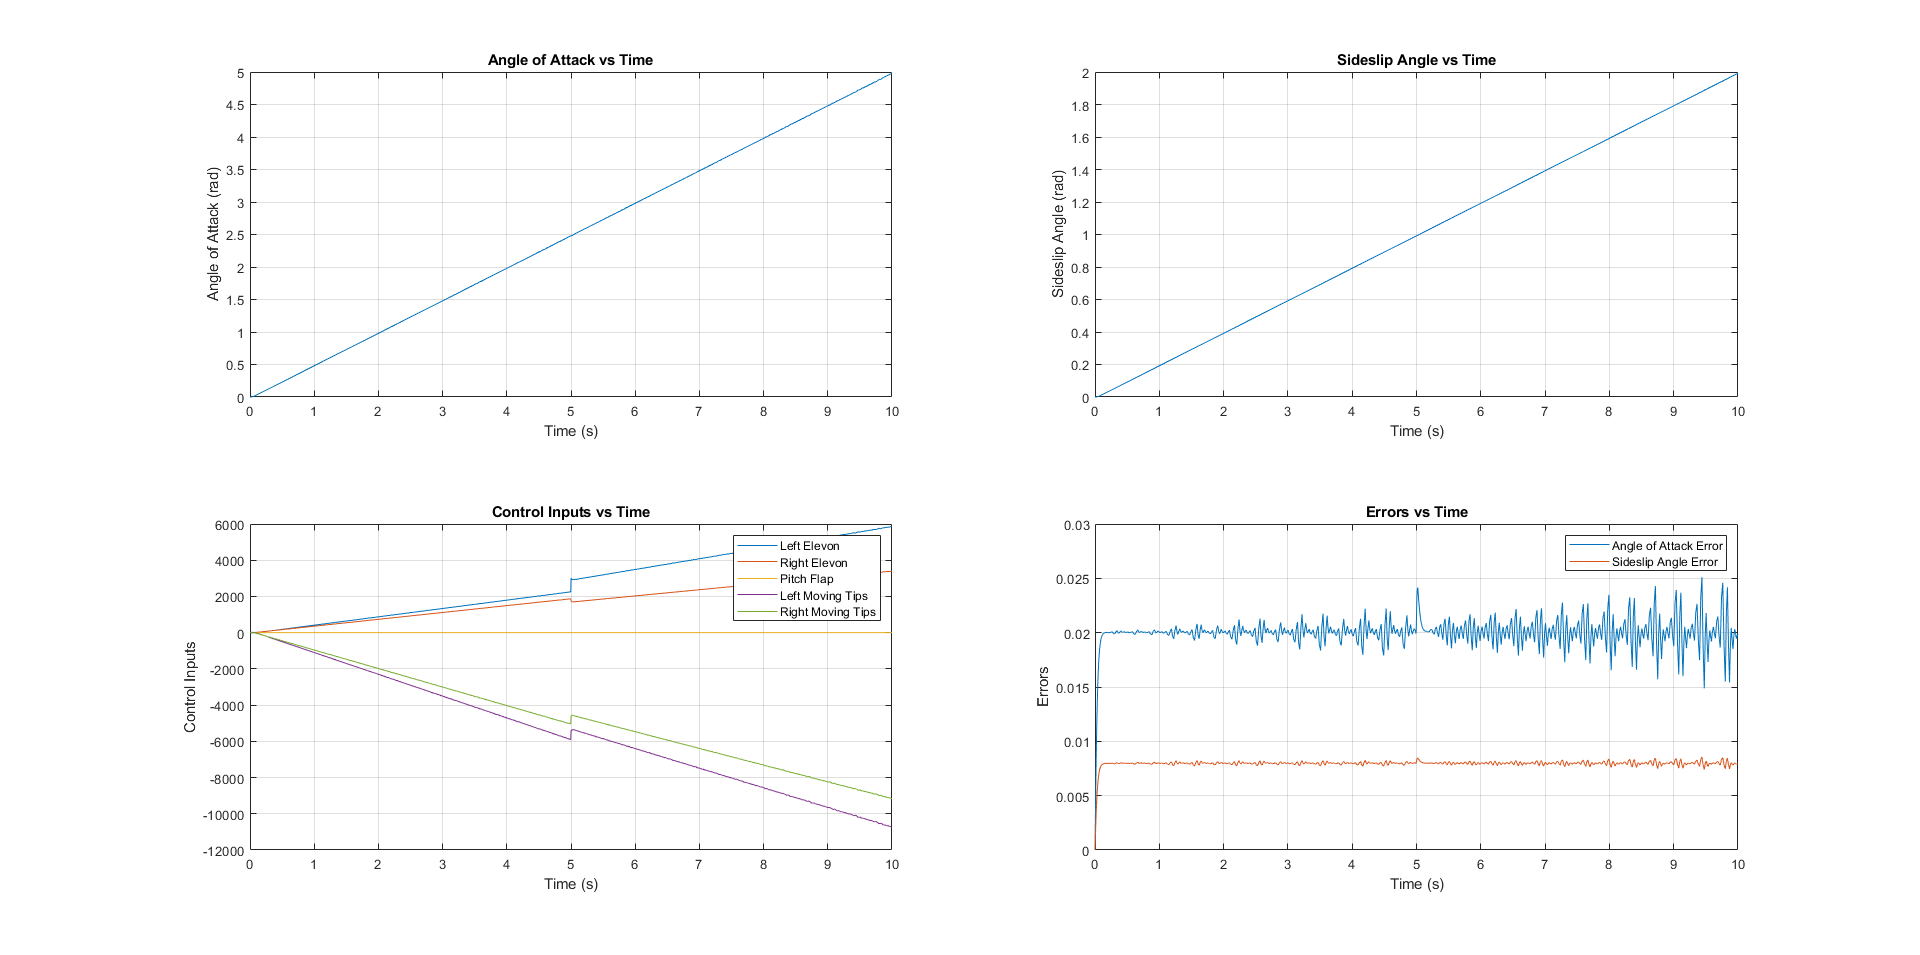 Angle of Attack vs Time
Angle of Attack (rad)
5
4.5
4
3.5
3
2.5
2
1.5
1
0.5
0
0 1 2 3 4 5 6 7 8 9 10
Time (s)
Sideslip Angle vs Time
Sideslip Angle (rad)
2
1.8
1.6
1.4
1.2
1
0.8
0.6
0.4
0.2
0
0 1 2 3 4 5 6 7 8 9 10
Time (s)
Control Inputs vs Time
Control Inputs
6000
4000
2000
0
-2000
-4000
-6000
-8000
-10000
-12000
Left Elevon
Right Elevon
Pitch Flap
Left Moving Tips
Right Moving Tips
0 1 2 3 4 5 6 7 8 9 10
Time (s)
Errors vs Time
Errors
0.03
0.025
0.02
0.015
0.01
0.005
0
Angle of Attack Error
Sideslip Angle Error
0 1 2 3 4 5 6 7 8 9 10
Time (s)